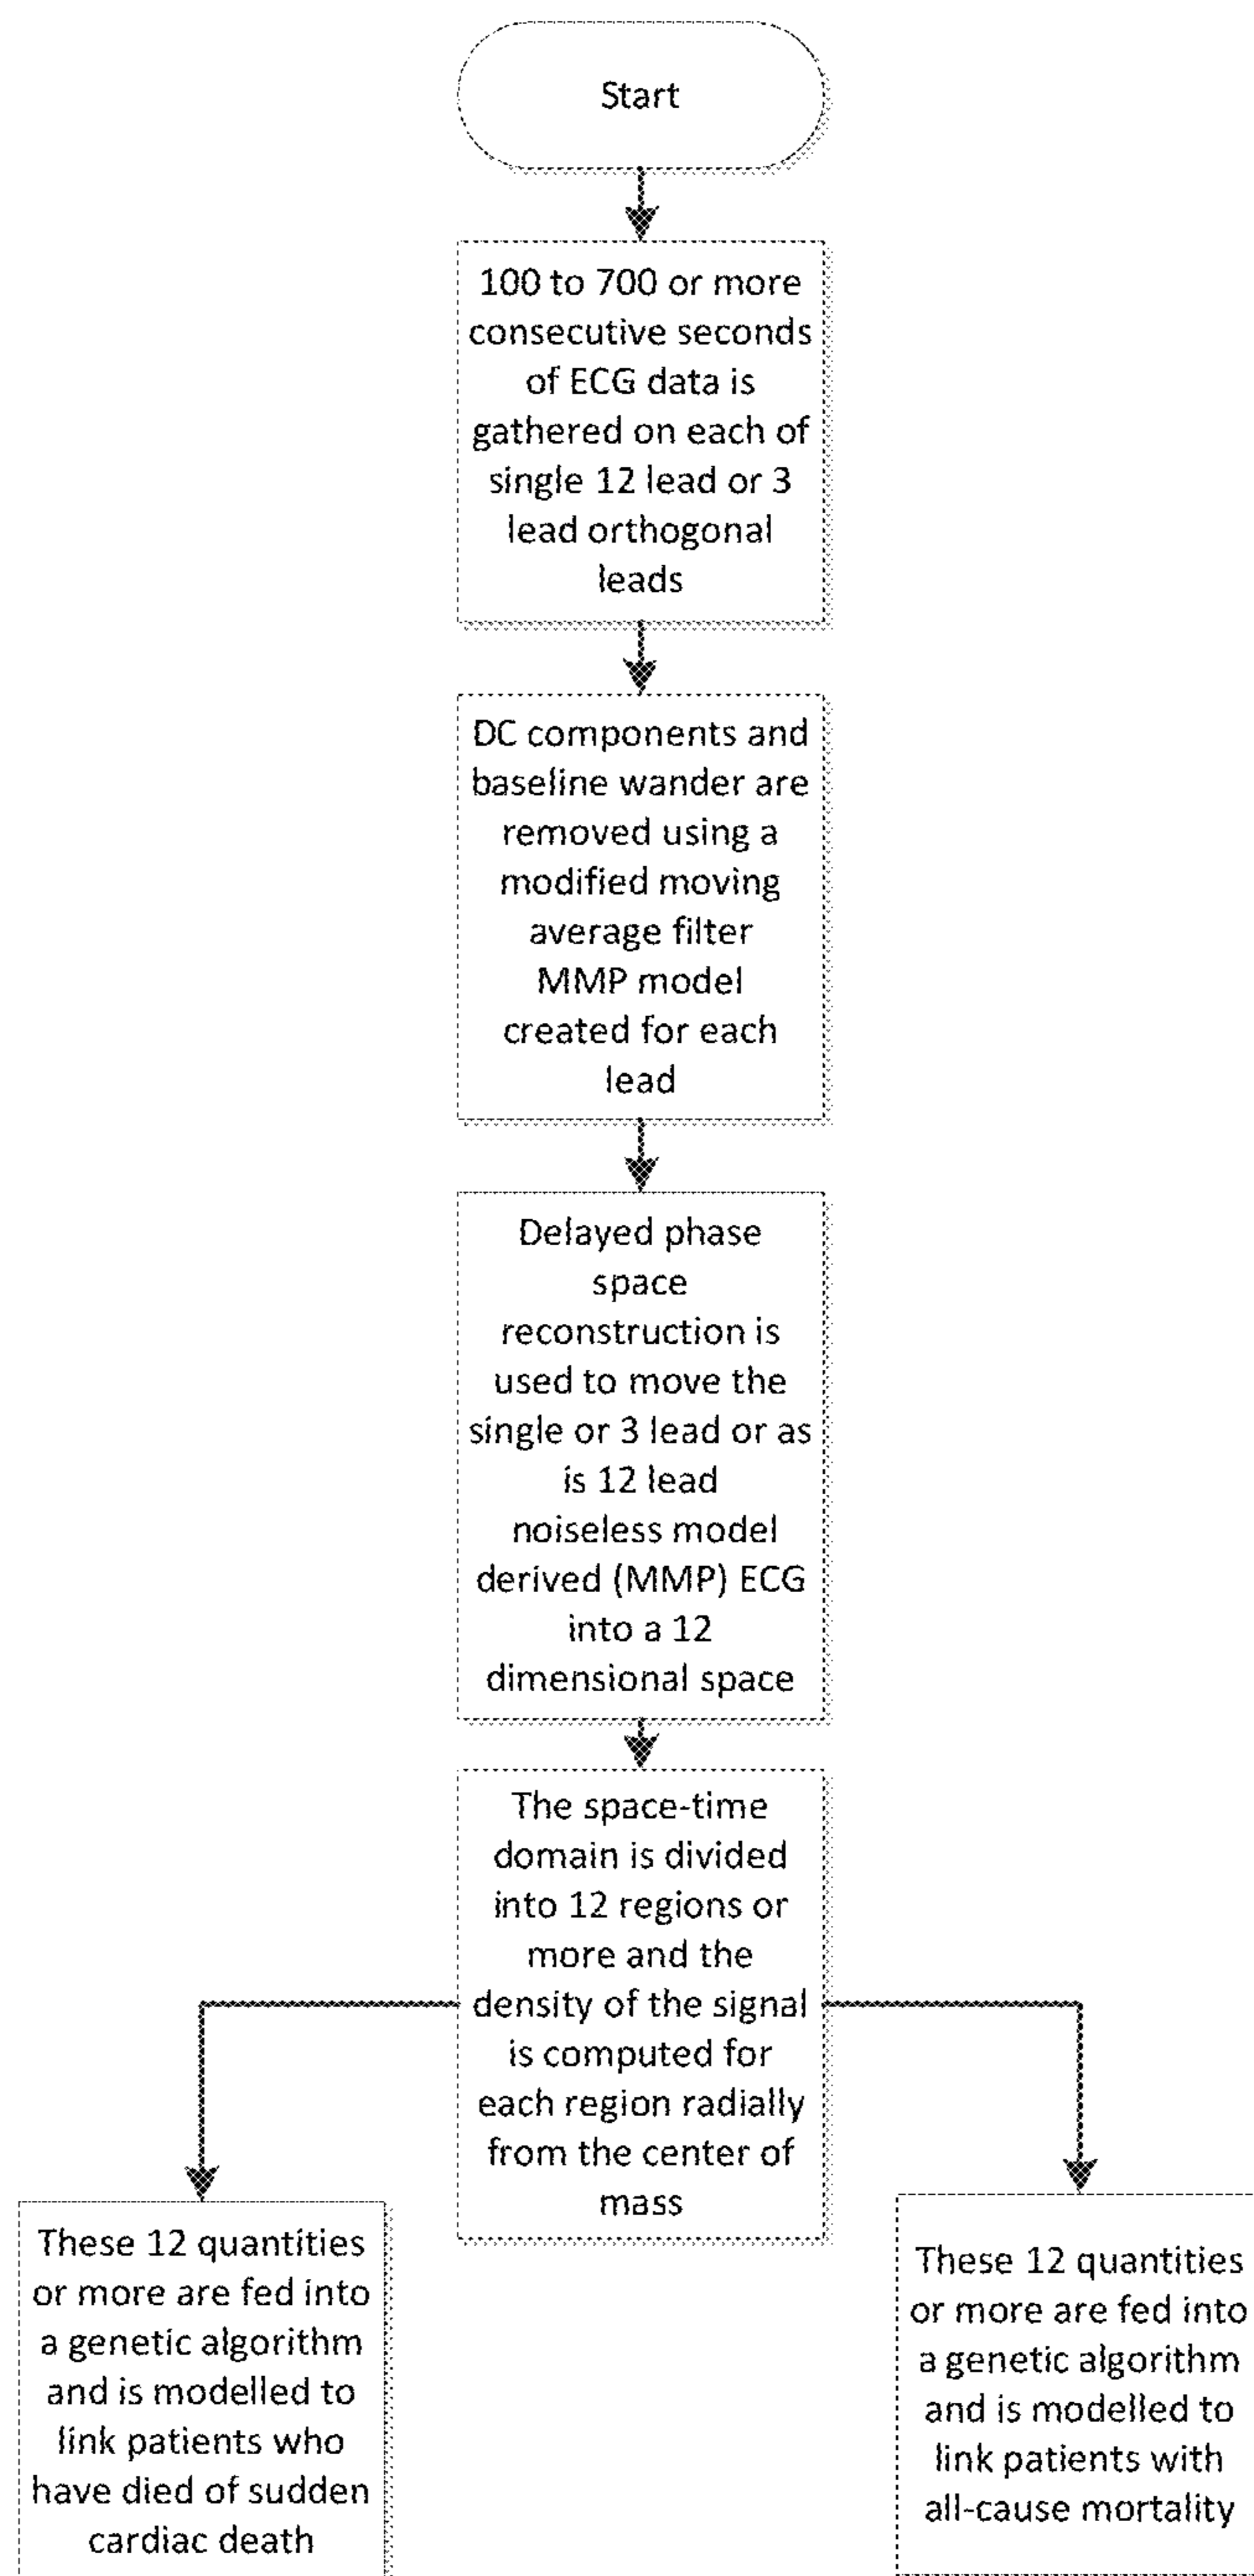 Start
100 to 700 or more
consecutive seconds
of ECG data is
gathered on each of
single 12 lead or 3
lead orthogonal
leads
DC components and
baseline wander are
removed using a
modified moving
average filter
MMP model
created for each
lead
Delayed phase
space
reconstruction is
used to move the
single or 3 lead or as
is 12 lead
noiseless model
derived (MMP) ECG
into a 12
dimensional space
The space-time
domain is divided
into 12 regions or
more and the
density of the signal
is computed for
each region radially
from the center of
mass
These 12 quantities
or more are fed into
a genetic algorithm
and is modelled to
link patients who
have died of sudden
cardiac death
These 12 quantities
or more are fed into
a genetic algorithm
and is modelled to
link patients with
all-cause mortality